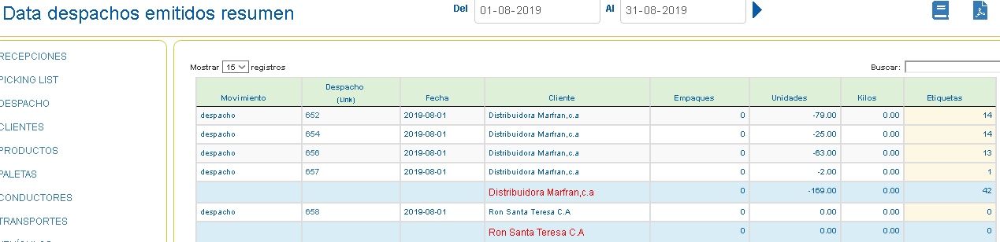 Data despachos emitidos resumen
Del 01-08-2019 Al 31-08-2019
RECEPCIONES
PICKING LIST
DESPACHO
CLIENTES
PRODUCTOS
PALETAS
CONDUCTORES
TRANSPORTES
Mostrar 15 registros
Buscar:
Movimiento Despacho (Link) Fecha Cliente Empaques Unidades Kilos Etiquetas
despacho 652 2019-08-01 Distribuidora Marfran,c.a 0 -79.00 0.00 14
despacho 654 2019-08-01 Distribuidora Marfran,c.a 0 -25.00 0.00 14
despacho 656 2019-08-01 Distribuidora Marfran,c.a 0 -63.00 0.00 13
despacho 657 2019-08-01 Distribuidora Marfran,c.a 0 -2.00 0.00 1
Distribuidora Marfran,c.a 0 -169.00 0.00 42
despacho 658 2019-08-01 Ron Santa Teresa C.A 0 0.00 0.00 0
Ron Santa Teresa C.A 0 0.00 0.00 0